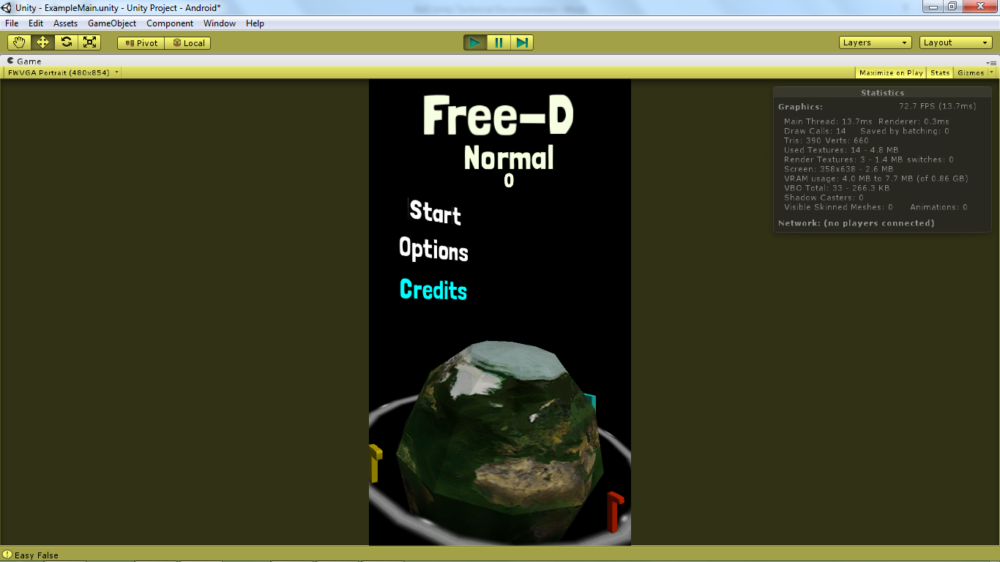 Unity - ExampleMain.unity - Unity Project - Android*
File Edit Assets GameObject Component Window Help
Pivot Local Layers Layout
Game
FWVGA Portrait (480x854) Maximize on Play Stats Gizmos
Statistics
Graphics: 72.7 FPS (13.7ms)
Main Thread: 13.7ms Renderer: 0.3ms
Draw Calls: 14 Saved by batching: 0
Tris: 390 Verts: 660
Used Textures: 14 - 4.8 MB
Render Textures: 3 - 1.4 MB switches: 0
Screen: 358x638 - 2.6 MB
VRAM usage: 4.0 MB to 7.7 MB (of 0.86 GB)
VBO Total: 33 - 266.3 KB
Shadow Casters: 0
Visible Skinned Meshes: 0 Animations: 0
Network: (no players connected)
Free-D
Normal
0
Start
Options
Credits
Easy False